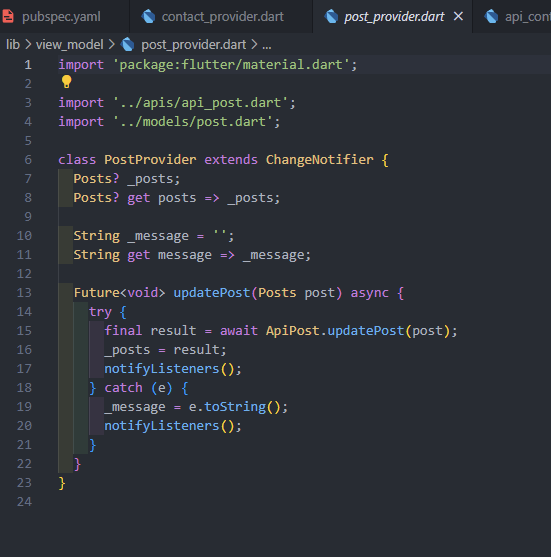 pubspec.yaml contact_provider.dart post_provider.dart × api_cont
lib > view_model > post_provider.dart > ...
1 import 'package:flutter/material.dart';
2
3 import '../apis/api_post.dart';
4 import '../models/post.dart';
5
6 class PostProvider extends ChangeNotifier {
7   Posts? _posts;
8   Posts? get posts => _posts;
9
10   String _message = '';
11   String get message => _message;
12
13   Future<void> updatePost(Posts post) async {
14     try {
15       final result = await ApiPost.updatePost(post);
16       _posts = result;
17       notifyListeners();
18     } catch (e) {
19       _message = e.toString();
20       notifyListeners();
21     }
22   }
23 }
24